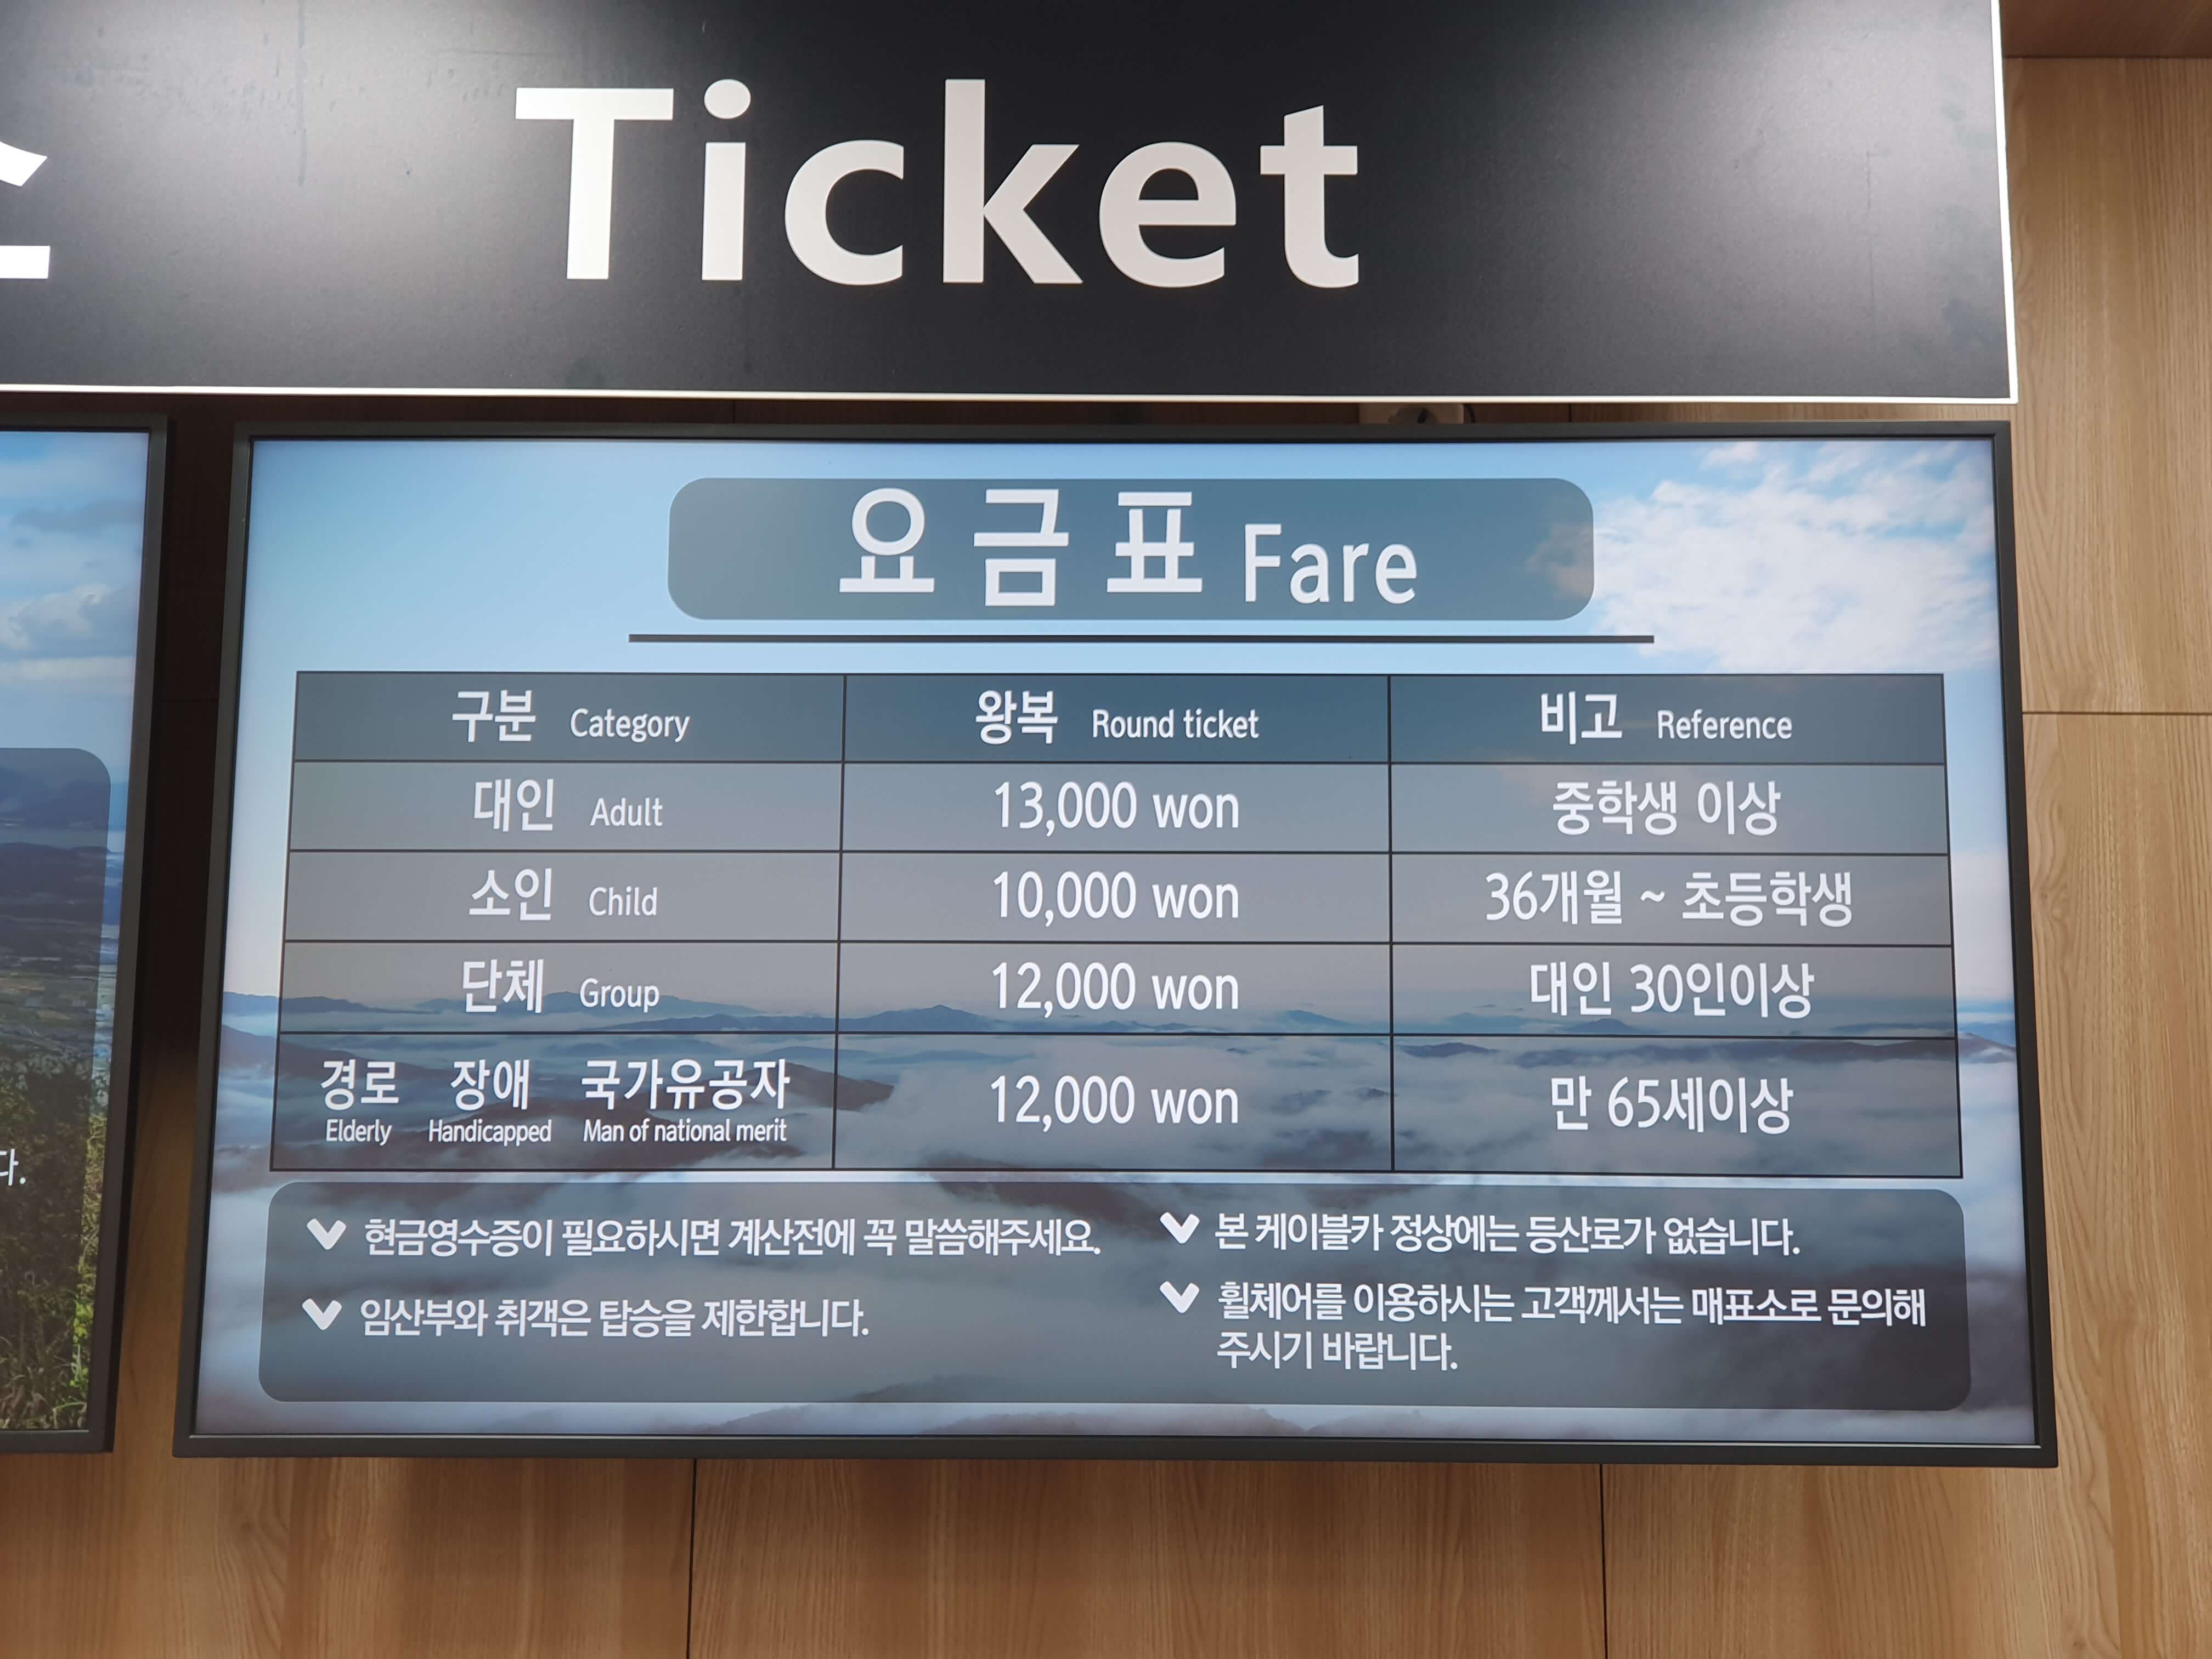 Ticket
요금표 Fare
구분 Category 왕복 Round ticket 비고 Reference
대인 Adult 13,000 won 중학생 이상
소인 Child 10,000 won 36개월 ~ 초등학생
단체 Group 12,000 won 대인 30인이상
경로 장애 국가유공자 12,000 won 만 65세이상
Elderly Handicapped Man of national merit
현금영수증이 필요하시면 계산전에 꼭 말씀해주세요.
임산부와 취객은 탑승을 제한합니다.
본 케이블카 정상에는 등산로가 없습니다.
휠체어를 이용하시는 고객께서는 매표소로 문의해
주시기 바랍니다.
다.